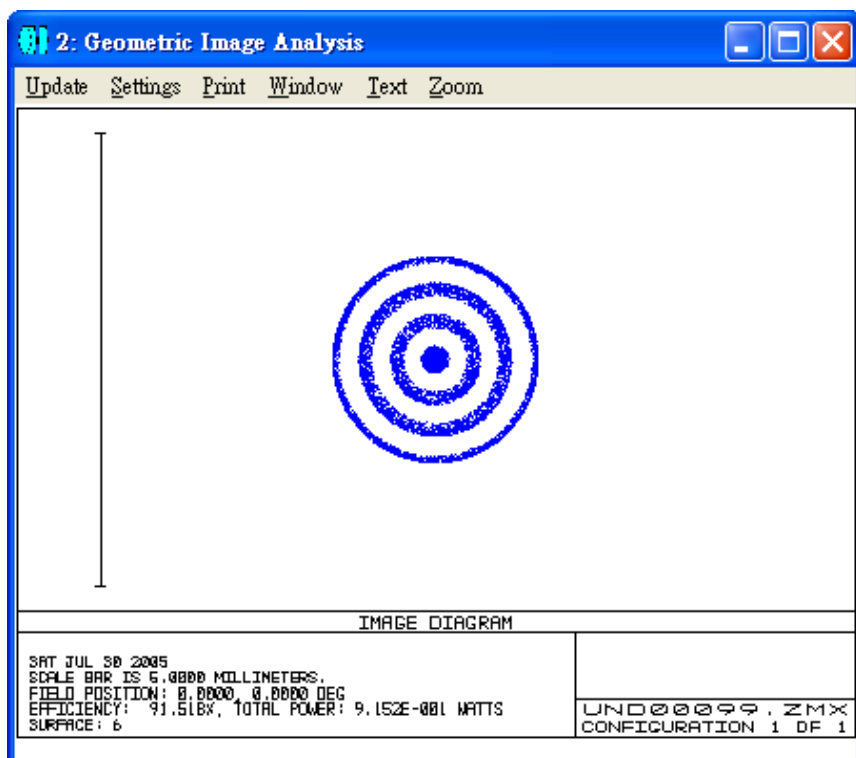 2: Geometric Image Analysis
Update Settings Print Window Text Zoom
IMAGE DIAGRAM
SAT JUL 30 2005
SCALE BAR IS 5.0000 MILLIMETERS.
FIELD POSITION: 0.0000, 0.0000 DEG
EFFICIENCY: 91.518%, TOTAL POWER: 9.152E-001 WATTS
SURFACE: 6
UND00099.ZMX
CONFIGURATION 1 OF 1